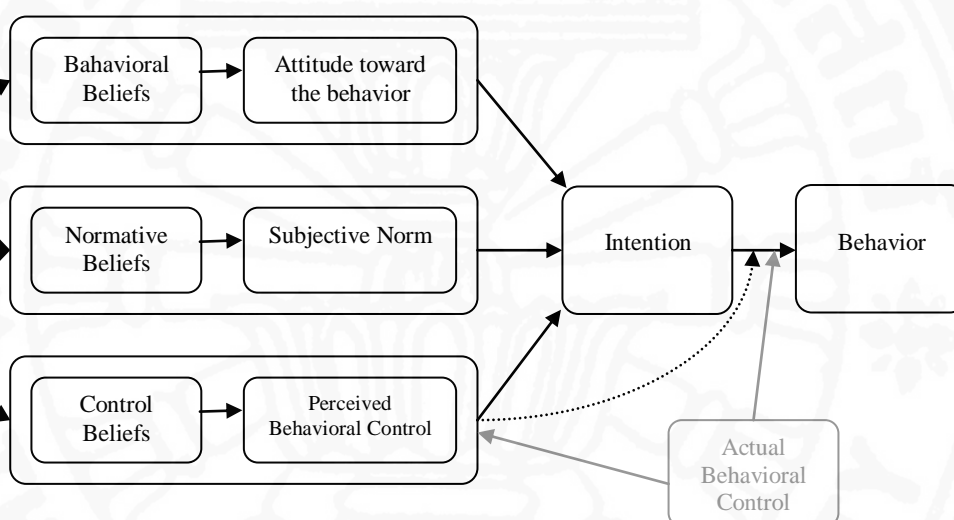 Bahavioral
Beliefs
Attitude toward
the behavior
Normative
Beliefs
Subjective Norm
Intention
Behavior
Control
Beliefs
Perceived
Behavioral Control
Actual
Behavioral
Control